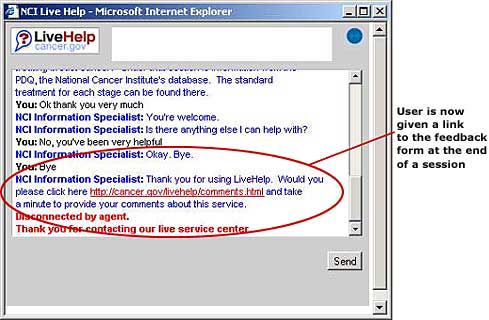 NCI Live Help - Microsoft Internet Explorer
LiveHelp
cancer.gov
PDQ, the National Cancer Institute's database. The standard
treatment for each stage can be found there.
You: Ok thank you very much
NCI Information Specialist: You're welcome.
NCI Information Specialist: Is there anything else I can help with?
You: No, you've been very helpful
NCI Information Specialist: Okay. Bye.
You: Bye
NCI Information Specialist: Thank you for using LiveHelp. Would you
please click here http://cancer.gov/livehelp/comments.html and take
a minute to provide your comments about this service.
Disconnected by agent.
Thank you for contacting our live service center.
Send
User is now
given a link
to the feedback
form at the end
of a session